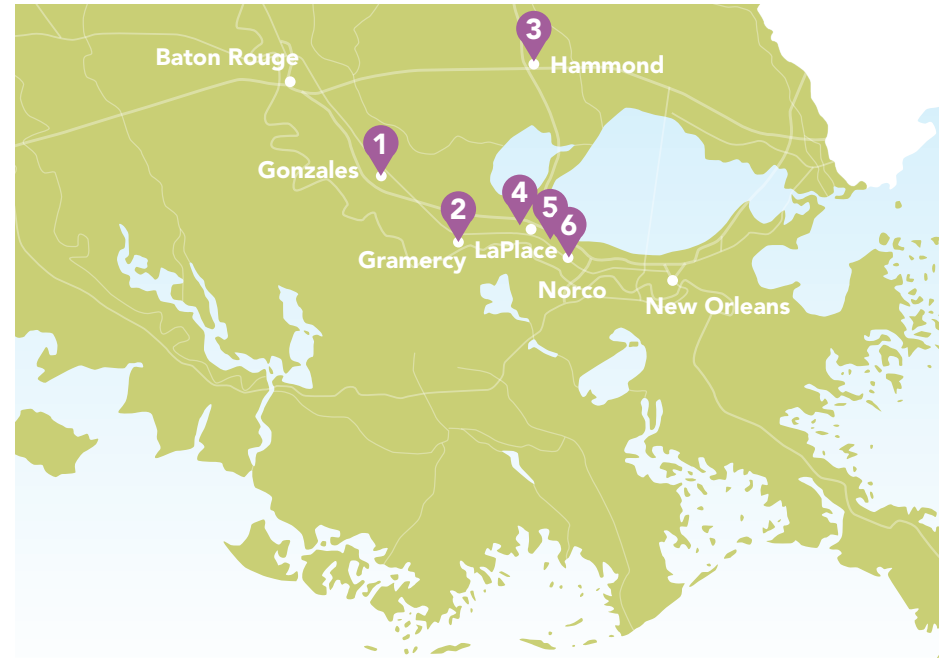 3
Baton Rouge
Hammond
1
Gonzales
4
5
2
6
LaPlace
Gramercy
Norco
New Orleans